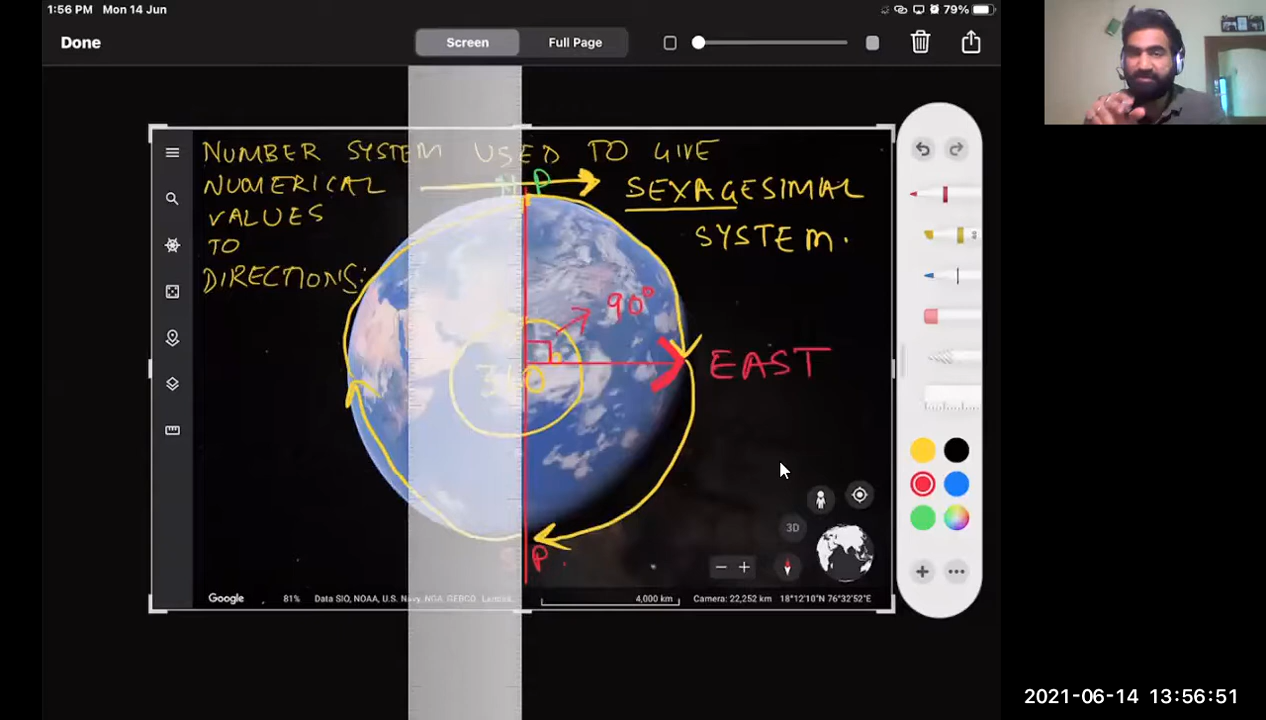 1:56 PM Mon 14 Jun
79%
Done
Screen
Full Page
NUMBER SYSTEM USED TO GIVE
NUMERICAL
VALUES
TO
DIRECTIONS:
SEXAGESIMAL
SYSTEM.
N P
90°
EAST
360
P.
3D
Google
81%
Data SIO, NOAA, U.S. Navy, NGA, GEBCO,
4,000 km
Camera: 22,252 km
18°12'10"N 76°32'52"E
2021-06-14 13:56:51